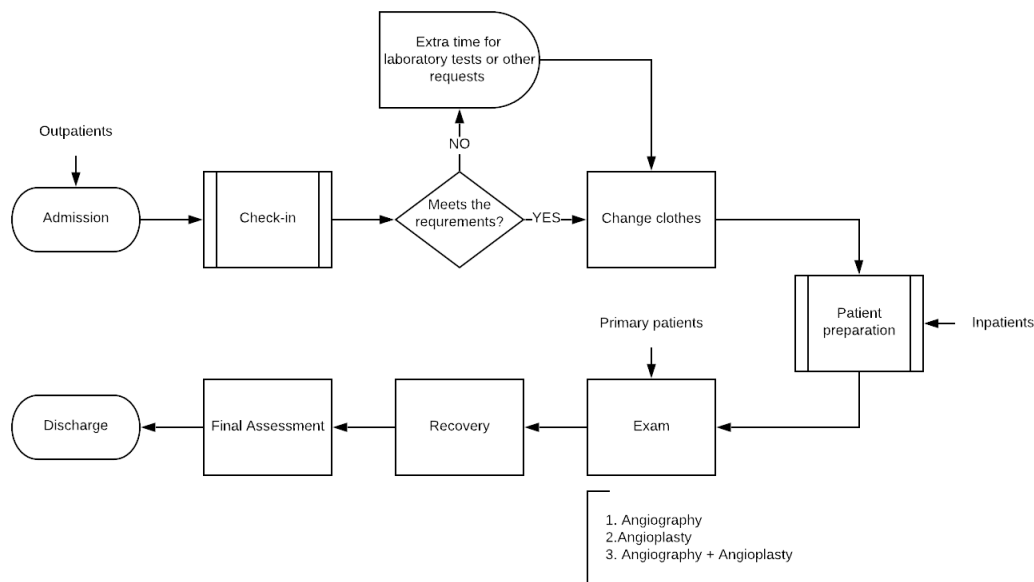 Extra time for
laboratory tests or other
requests
Outpatients
NO
Admission
Check-in
Meets the
requrements?
YES
Change clothes
Patient
preparation
Inpatients
Primary patients
Discharge
Final Assessment
Recovery
Exam
1. Angiography
2.Angioplasty
3. Angiography + Angioplasty